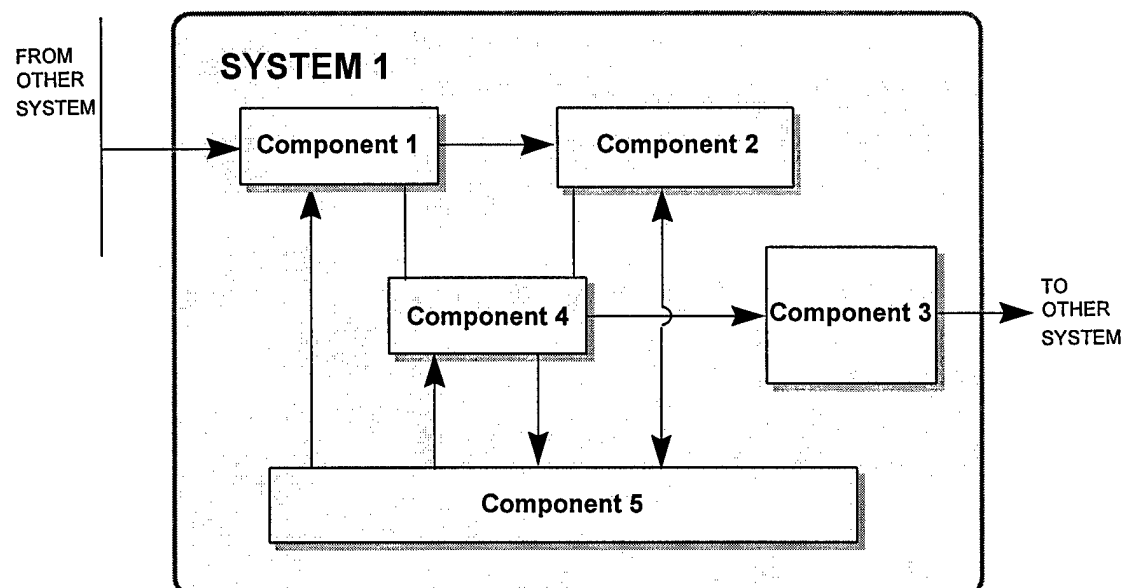 FROM
OTHER
SYSTEM
SYSTEM 1
Component 1
Component 2
Component 4
Component 3
TO
OTHER
SYSTEM
Component 5